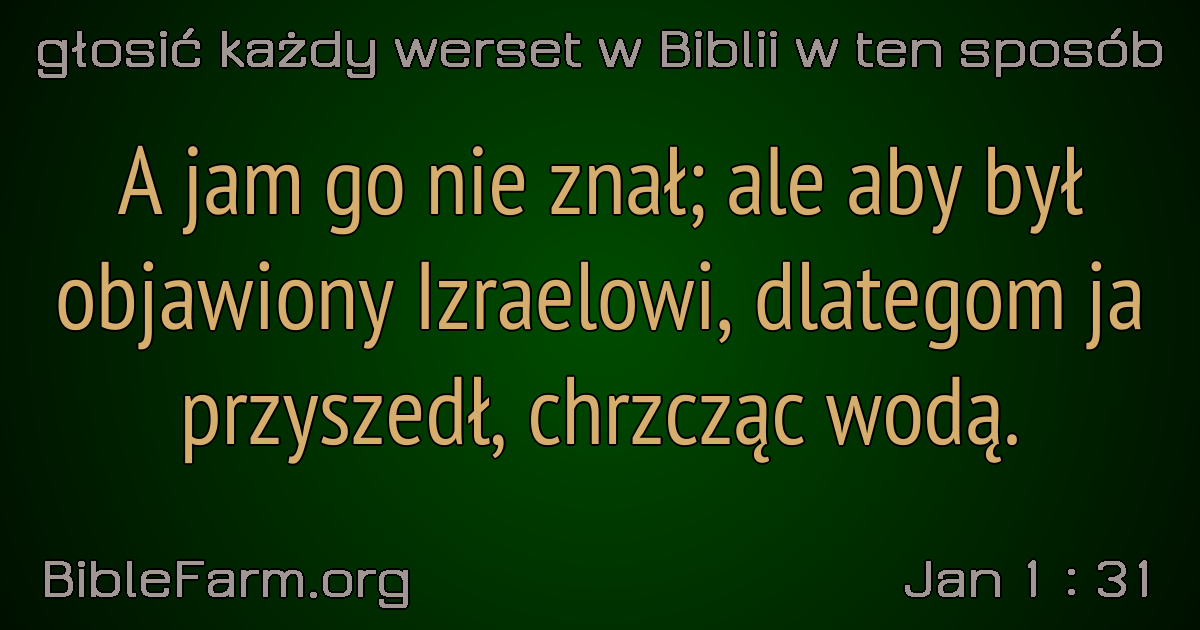 głosić każdy werset w Biblii w ten sposób
A jam go nie znał; ale aby był
objawiony Izraelowi, dlategom ja
przyszedł, chrzcząc wodą.
BibleFarm.org
Jan 1 : 31